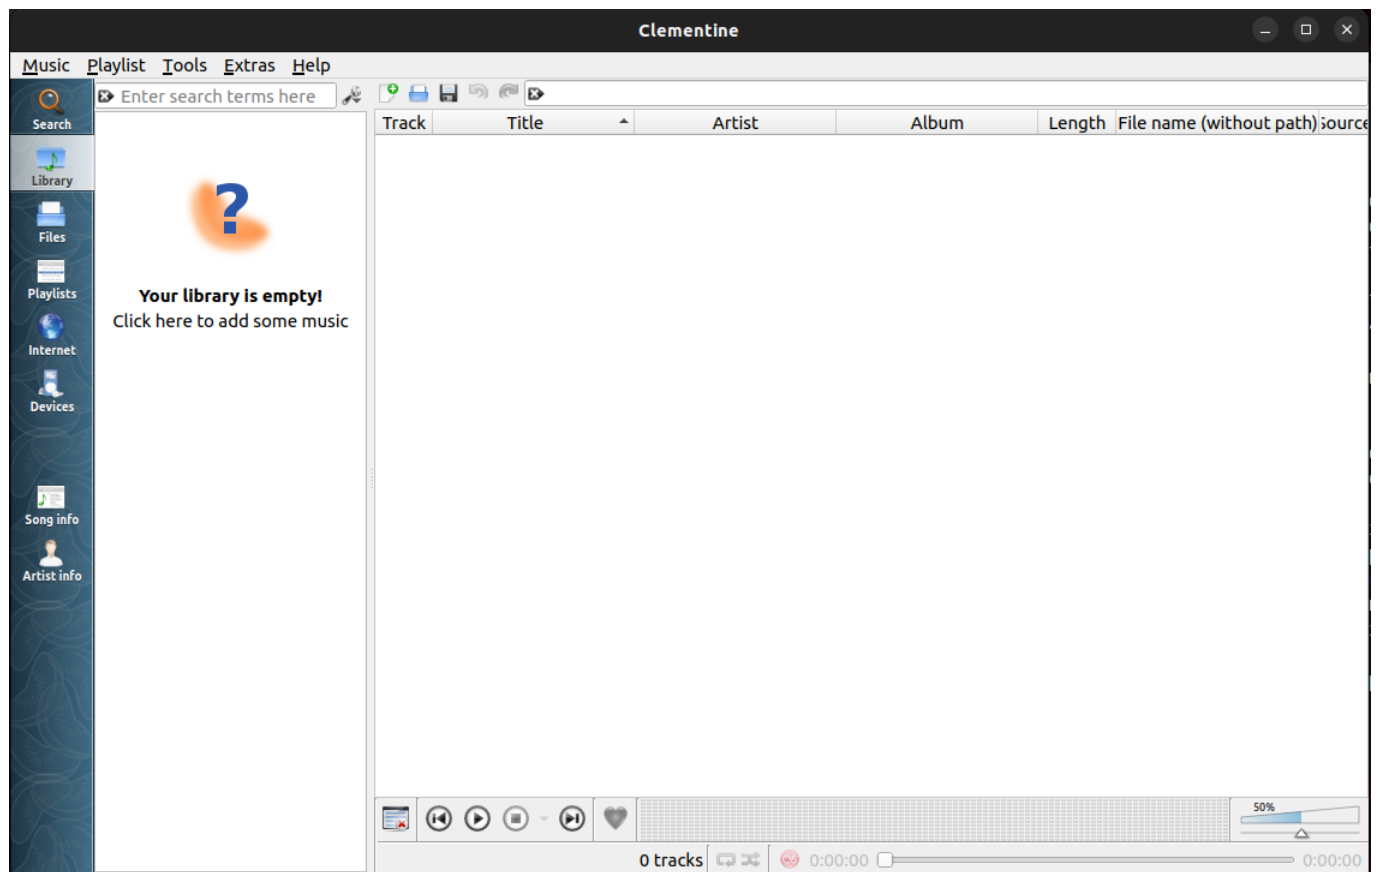 Clementine
Music Playlist Tools Extras Help
Search
Enter search terms here
Track Title Artist Album Length File name (without path) Source
Library
Files
Playlists
Your library is empty!
Click here to add some music
Internet
Devices
Song info
Artist info
50%
0 tracks 0:00:00 0:00:00